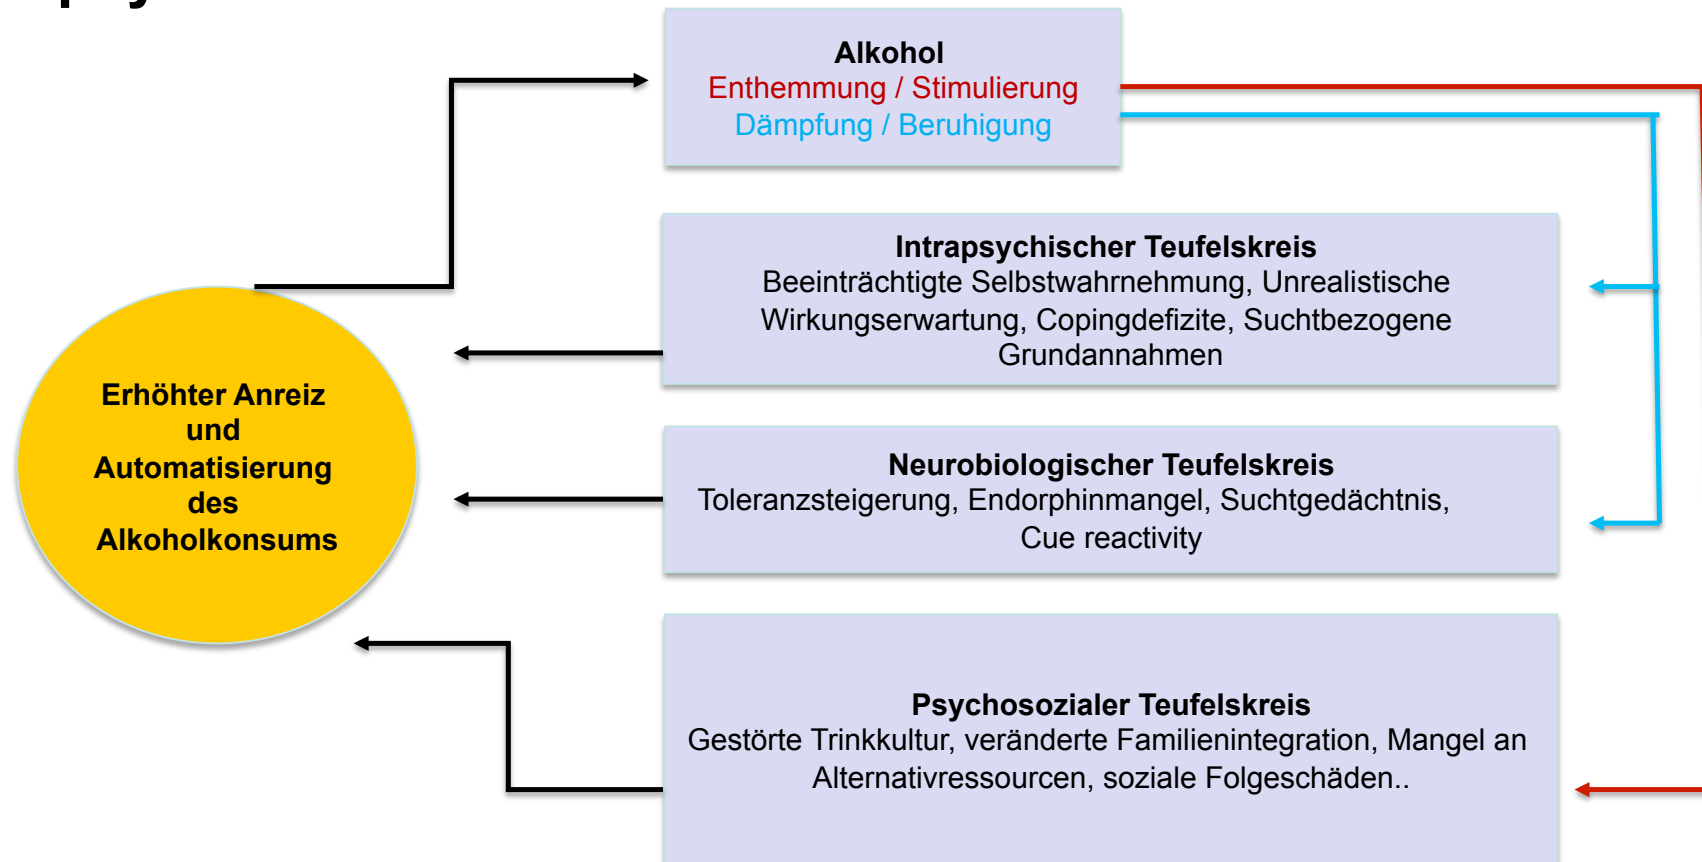 Alkohol
Enthemmung / Stimulierung
Dämpfung / Beruhigung
Intrapsychischer Teufelskreis
Beeinträchtigte Selbstwahrnehmung, Unrealistische
Wirkungserwartung, Copingdefizite, Suchtbezogene
Grundannahmen
Erhöhter Anreiz
und
Automatisierung
des
Alkoholkonsums
Neurobiologischer Teufelskreis
Toleranzsteigerung, Endorphinmangel, Suchtgedächtnis,
Cue reactivity
Psychosozialer Teufelskreis
Gestörte Trinkkultur, veränderte Familienintegration, Mangel an
Alternativressourcen, soziale Folgeschäden..